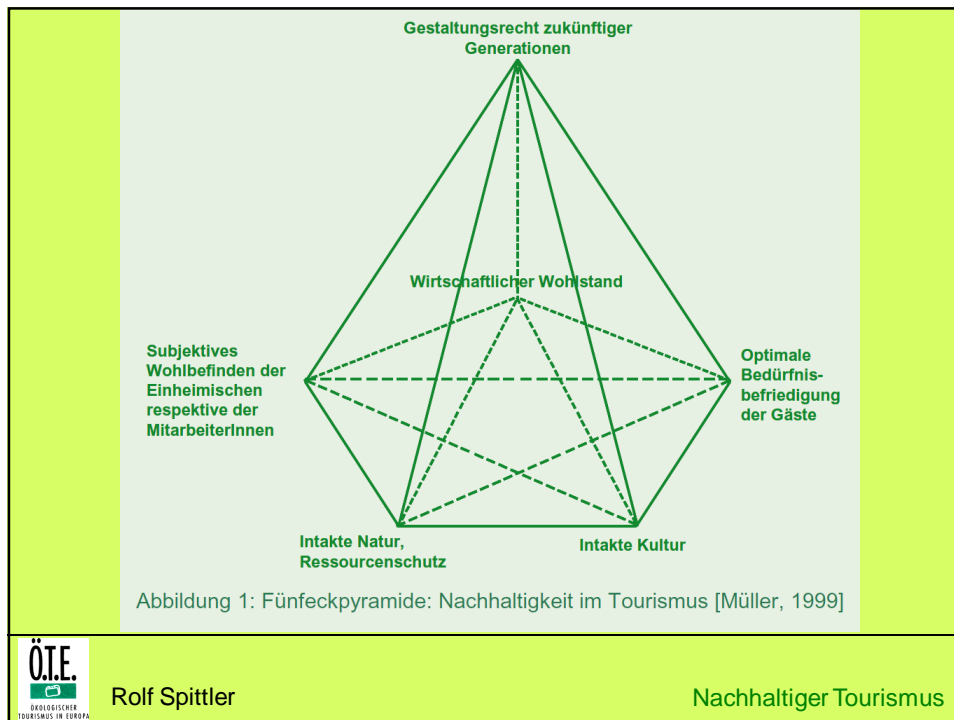 Gestaltungsrecht zukünftiger
Generationen
Wirtschaftlicher Wohlstand
Subjektives
Wohlbefinden der
Einheimischen
respektive der
MitarbeiterInnen
Optimale
Bedürfnis-
befriedigung
der Gäste
Intakte Natur,
Ressourcenschutz
Intakte Kultur
Abbildung 1: Fünfeckpyramide: Nachhaltigkeit im Tourismus [Müller, 1999]
Ö.T.E.
ÖKOLOGISCHER
TOURISMUS IN EUROPA
Rolf Spittler
Nachhaltiger Tourismus